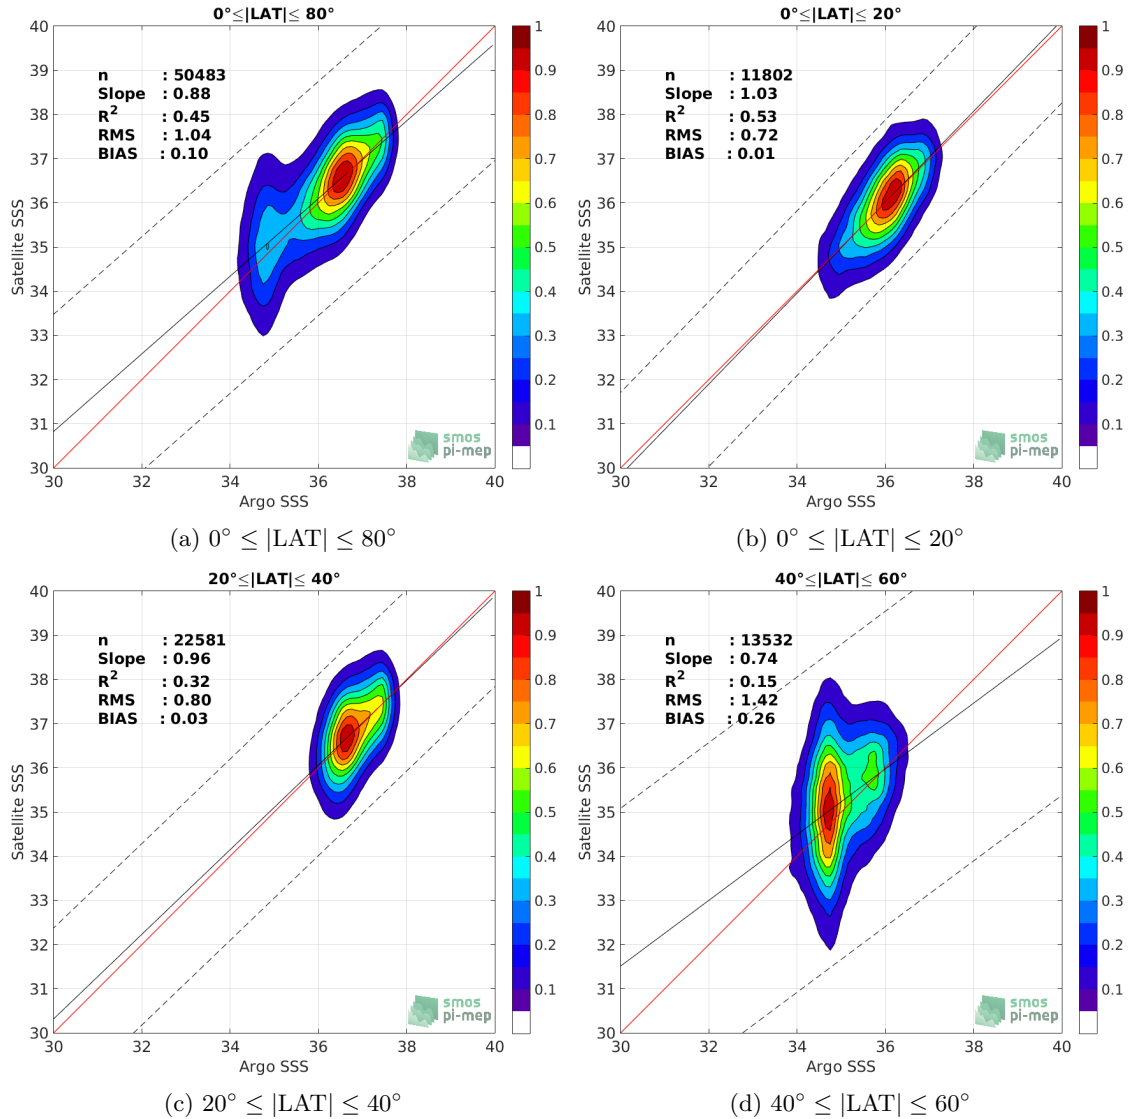 0°≤|LAT|≤ 80°
n : 50483
Slope : 0.88
R² : 0.45
RMS : 1.04
BIAS : 0.10
Satellite SSS
40
39
38
37
36
35
34
33
32
31
30
30 32 34 36 38 40
Argo SSS
1
0.9
0.8
0.7
0.6
0.5
0.4
0.3
0.2
0.1
smos
pi-mep
(a) 0° ≤ |LAT| ≤ 80°
0°≤|LAT|≤ 20°
n : 11802
Slope : 1.03
R² : 0.53
RMS : 0.72
BIAS : 0.01
Satellite SSS
40
39
38
37
36
35
34
33
32
31
30
30 32 34 36 38 40
Argo SSS
1
0.9
0.8
0.7
0.6
0.5
0.4
0.3
0.2
0.1
smos
pi-mep
(b) 0° ≤ |LAT| ≤ 20°
20°≤|LAT|≤ 40°
n : 22581
Slope : 0.96
R² : 0.32
RMS : 0.80
BIAS : 0.03
Satellite SSS
40
39
38
37
36
35
34
33
32
31
30
30 32 34 36 38 40
Argo SSS
1
0.9
0.8
0.7
0.6
0.5
0.4
0.3
0.2
0.1
smos
pi-mep
(c) 20° ≤ |LAT| ≤ 40°
40°≤|LAT|≤ 60°
n : 13532
Slope : 0.74
R² : 0.15
RMS : 1.42
BIAS : 0.26
Satellite SSS
40
39
38
37
36
35
34
33
32
31
30
30 32 34 36 38 40
Argo SSS
1
0.9
0.8
0.7
0.6
0.5
0.4
0.3
0.2
0.1
smos
pi-mep
(d) 40° ≤ |LAT| ≤ 60°